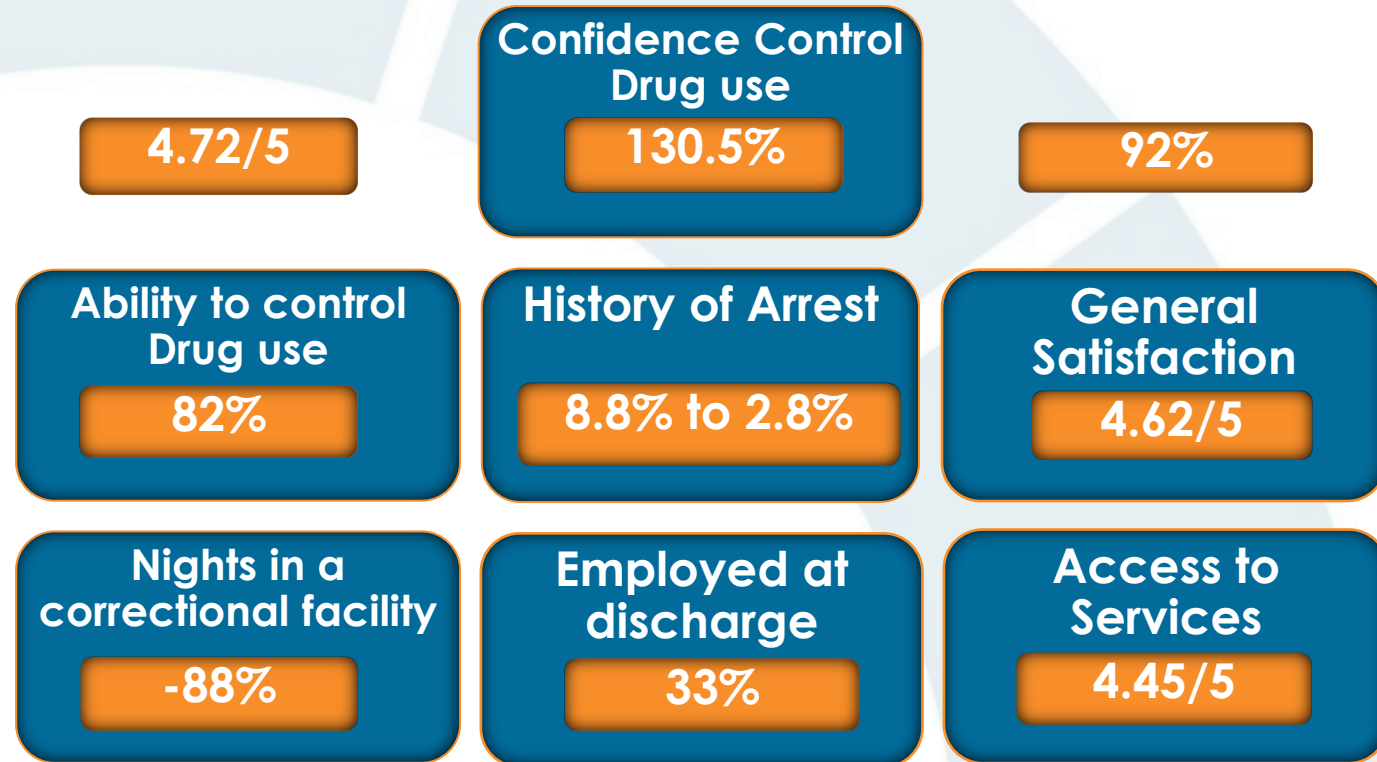 Confidence Control
Drug use
4.72/5
130.5%
92%
Ability to control
Drug use
82%
History of Arrest
8.8% to 2.8%
General
Satisfaction
4.62/5
Nights in a
correctional facility
-88%
Employed at
discharge
33%
Access to
Services
4.45/5